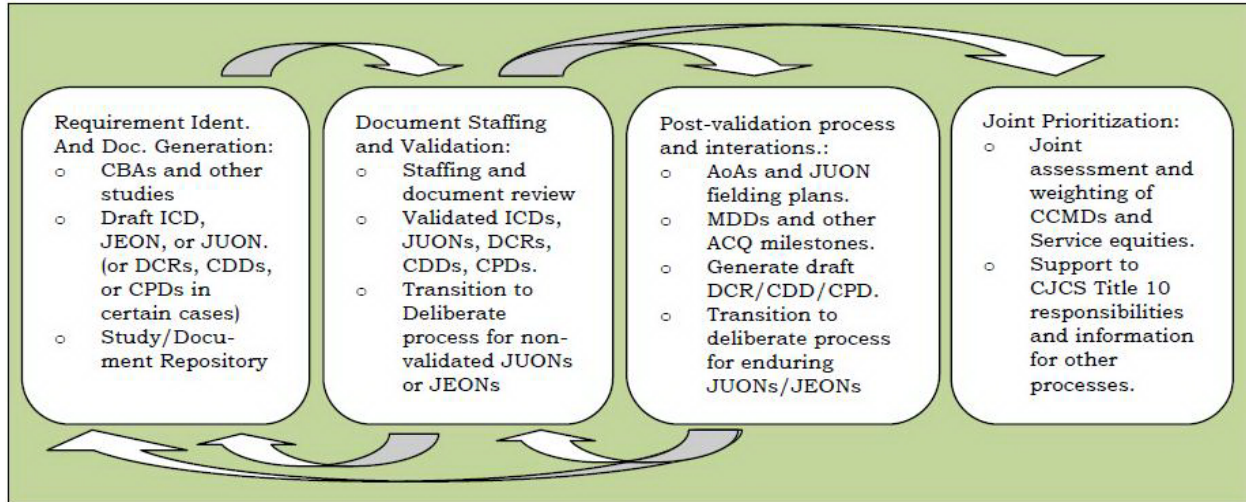 Requirement Ident.
And Doc. Generation:
o CBAs and other
studies
o Draft ICD,
JEON, or JUON.
(or DCRs, CDDs,
or CPDs in
certain cases)
o Study/Docu-
ment Repository
Document Staffing
and Validation:
o Staffing and
document review
o Validated ICDs,
JUONs, DCRs,
CDDs, CPDs.
o Transition to
Deliberate
process for non-
validated JUONs
or JEONs
Post-validation process
and interations.:
o AoAs and JUON
fielding plans.
o MDDs and other
ACQ milestones.
o Generate draft
DCR/CDD/CPD.
o Transition to
deliberate process
for enduring
JUONs/JEONs
Joint Prioritization:
o Joint
assessment and
weighting of
CCMDs and
Service equities.
o Support to
CJCS Title 10
responsibilities
and information
for other
processes.